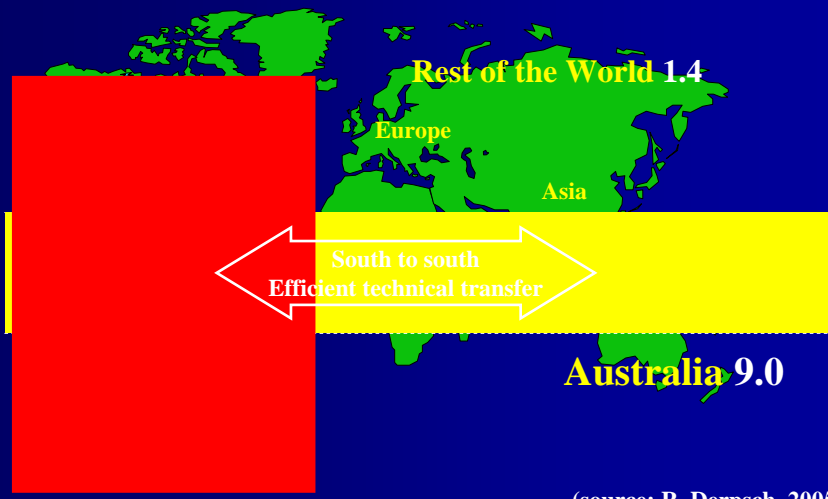 Rest of the World 1.4
Europe
Asia
South to south
Efficient technical transfer
Australia 9.0